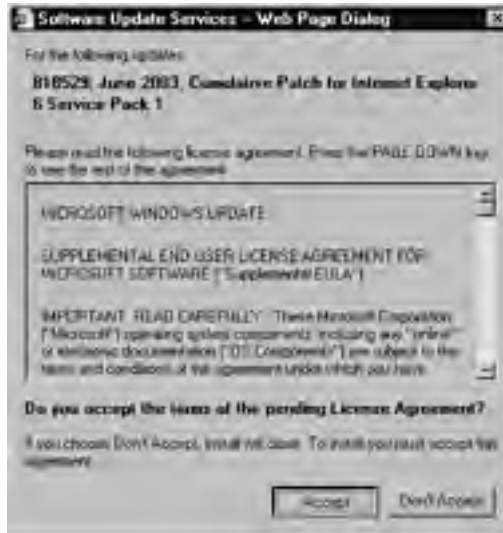 Software Update Services -- Web Page Dialog
For the following updates:
818529, June 2003, Cumulative Patch for Internet Explorer
6 Service Pack 1
Please read the following license agreement. Press the PAGE DOWN key
to see the rest of the agreement.
MICROSOFT WINDOWS UPDATE
SUPPLEMENTAL END USER LICENSE AGREEMENT FOR
MICROSOFT SOFTWARE ("Supplemental EULA")
IMPORTANT: READ CAREFULLY - These Microsoft Corporation
("Microsoft") operating system components, including any "online"
or electronic documentation ("OS Components") are subject to the
terms and conditions of the agreement under which you have
Do you accept the terms of the pending License Agreement?
If you choose Don't Accept, install will close. To install you must accept this
agreement.
Accept
Don't Accept